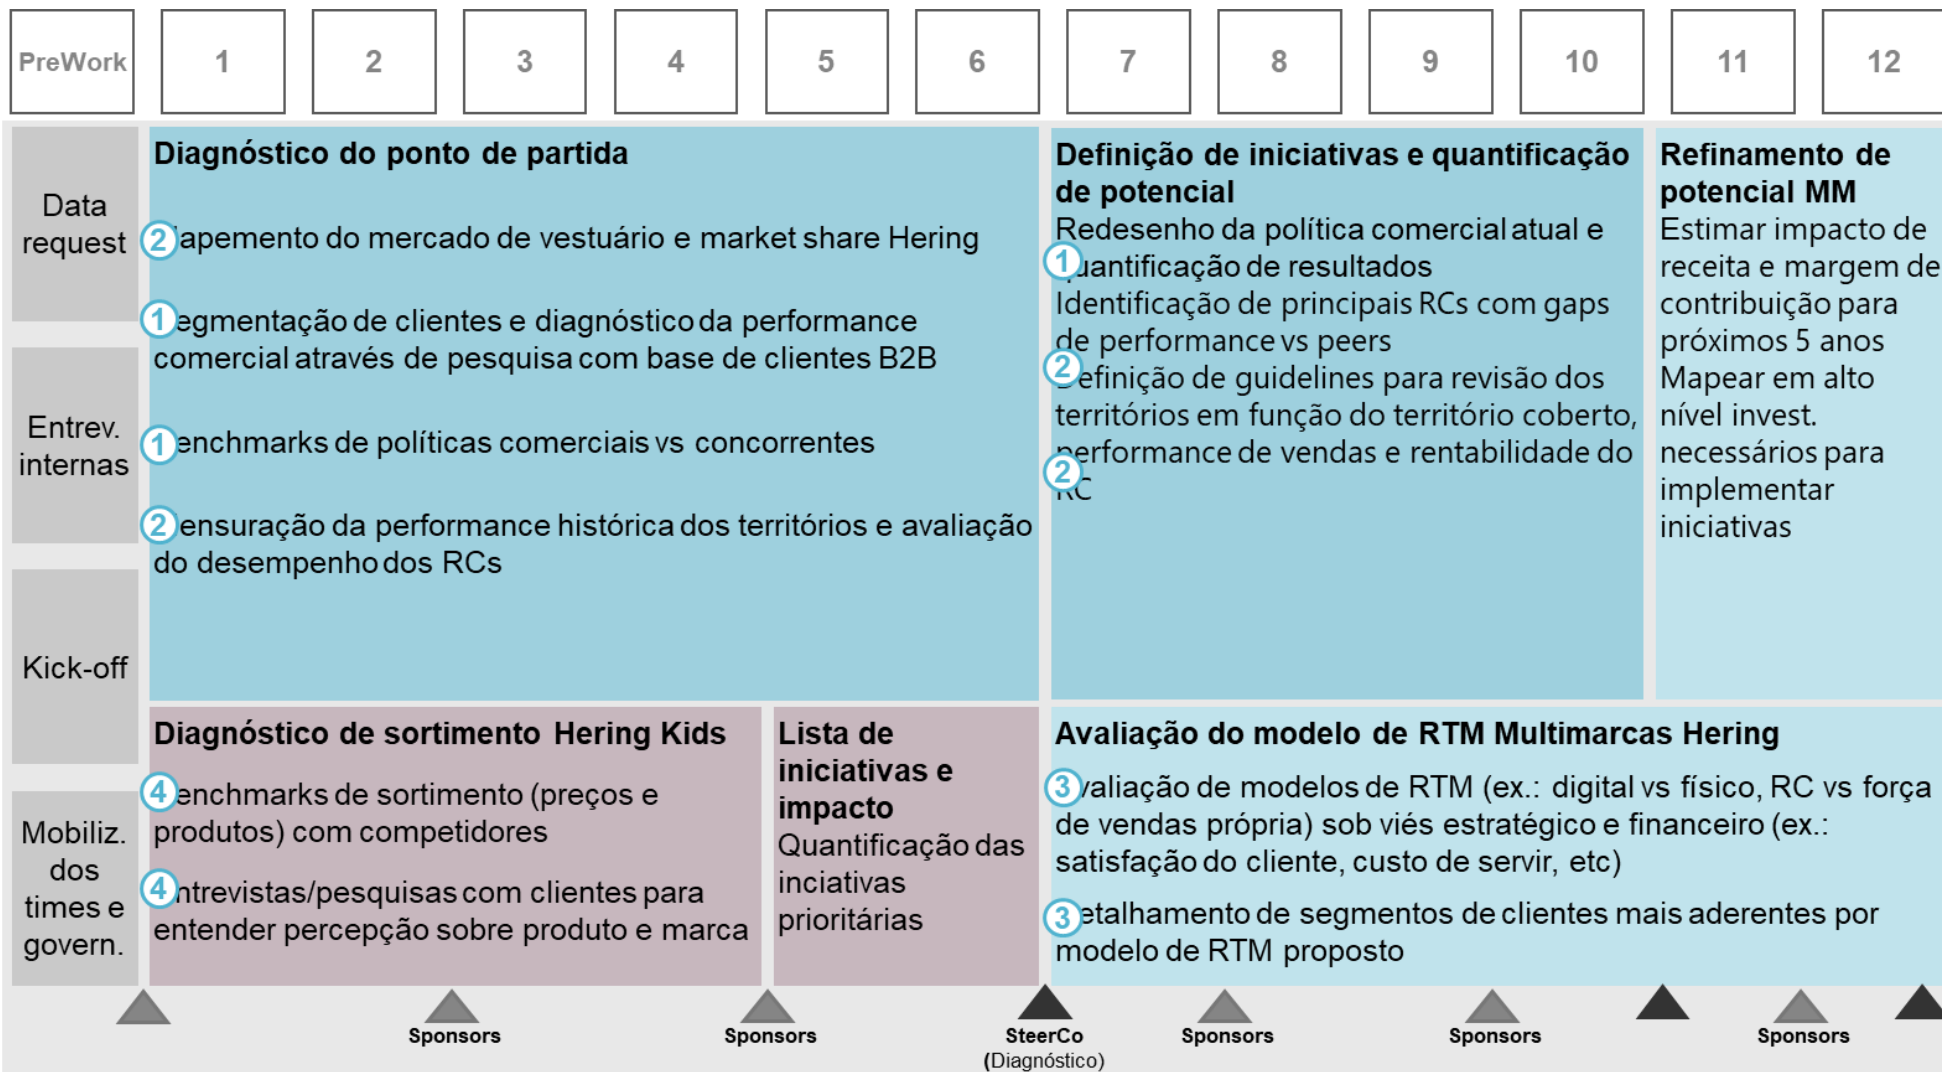 PreWork 1 2 3 4 5 6 7 8 9 10 11 12
Data
request
Entrev.
internas
Kick-off
Mobiliz.
dos
times e
govern.
Diagnóstico do ponto de partida
2 apemento do mercado de vestuário e market share Hering
1 egmentação de clientes e diagnóstico da performance
comercial através de pesquisa com base de clientes B2B
1 enchmarks de políticas comerciais vs concorrentes
2 ensuração da performance histórica dos territórios e avaliação
do desempenho dos RCs
Definição de iniciativas e quantificação
de potencial
Redesenho da política comercial atual e
1 uantificação de resultados
Identificação de principais RCs com gaps
de performance vs peers
2 efinição de guidelines para revisão dos
territórios em função do território coberto,
performance de vendas e rentabilidade do
2 RC
Refinamento de
potencial MM
Estimar impacto de
receita e margem de
contribuição para
próximos 5 anos
Mapear em alto
nível invest.
necessários para
implementar
iniciativas
Diagnóstico de sortimento Hering Kids
4 enchmarks de sortimento (preços e
produtos) com competidores
4 ntrevistas/pesquisas com clientes para
entender percepção sobre produto e marca
Lista de
iniciativas e
impacto
Quantificação das
inciativas
prioritárias
Avaliação do modelo de RTM Multimarcas Hering
3 valiação de modelos de RTM (ex.: digital vs físico, RC vs força
de vendas própria) sob viés estratégico e financeiro (ex.:
satisfação do cliente, custo de servir, etc)
3 etalhamento de segmentos de clientes mais aderentes por
modelo de RTM proposto
Sponsors Sponsors SteerCo Sponsors Sponsors Sponsors
(Diagnóstico)